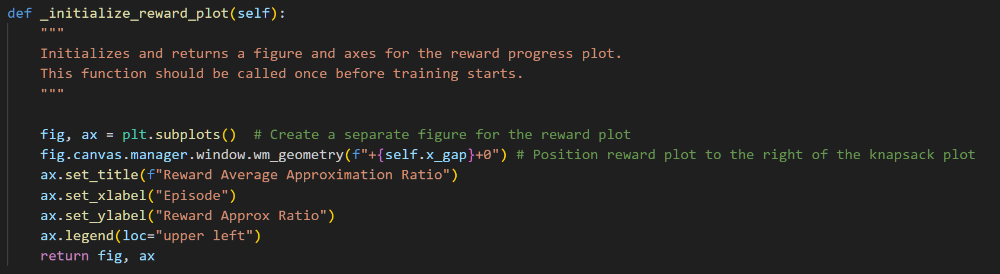 def _initialize_reward_plot(self):
    """
    Initializes and returns a figure and axes for the reward progress plot.
    This function should be called once before training starts.
    """
    fig, ax = plt.subplots()  # Create a separate figure for the reward plot
    fig.canvas.manager.window.wm_geometry(f"+{self.x_gap}+0") # Position reward plot to the right of the knapsack plot
    ax.set_title(f"Reward Average Approximation Ratio")
    ax.set_xlabel("Episode")
    ax.set_ylabel("Reward Approx Ratio")
    ax.legend(loc="upper left")
    return fig, ax